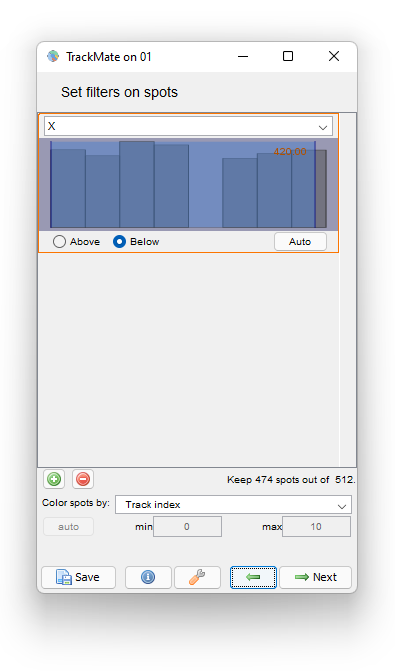 TrackMate on 01
Set filters on spots
X
420.00
Above Below Auto
Keep 474 spots out of 512.
Color spots by: Track index
auto min 0 max 10
Save Next